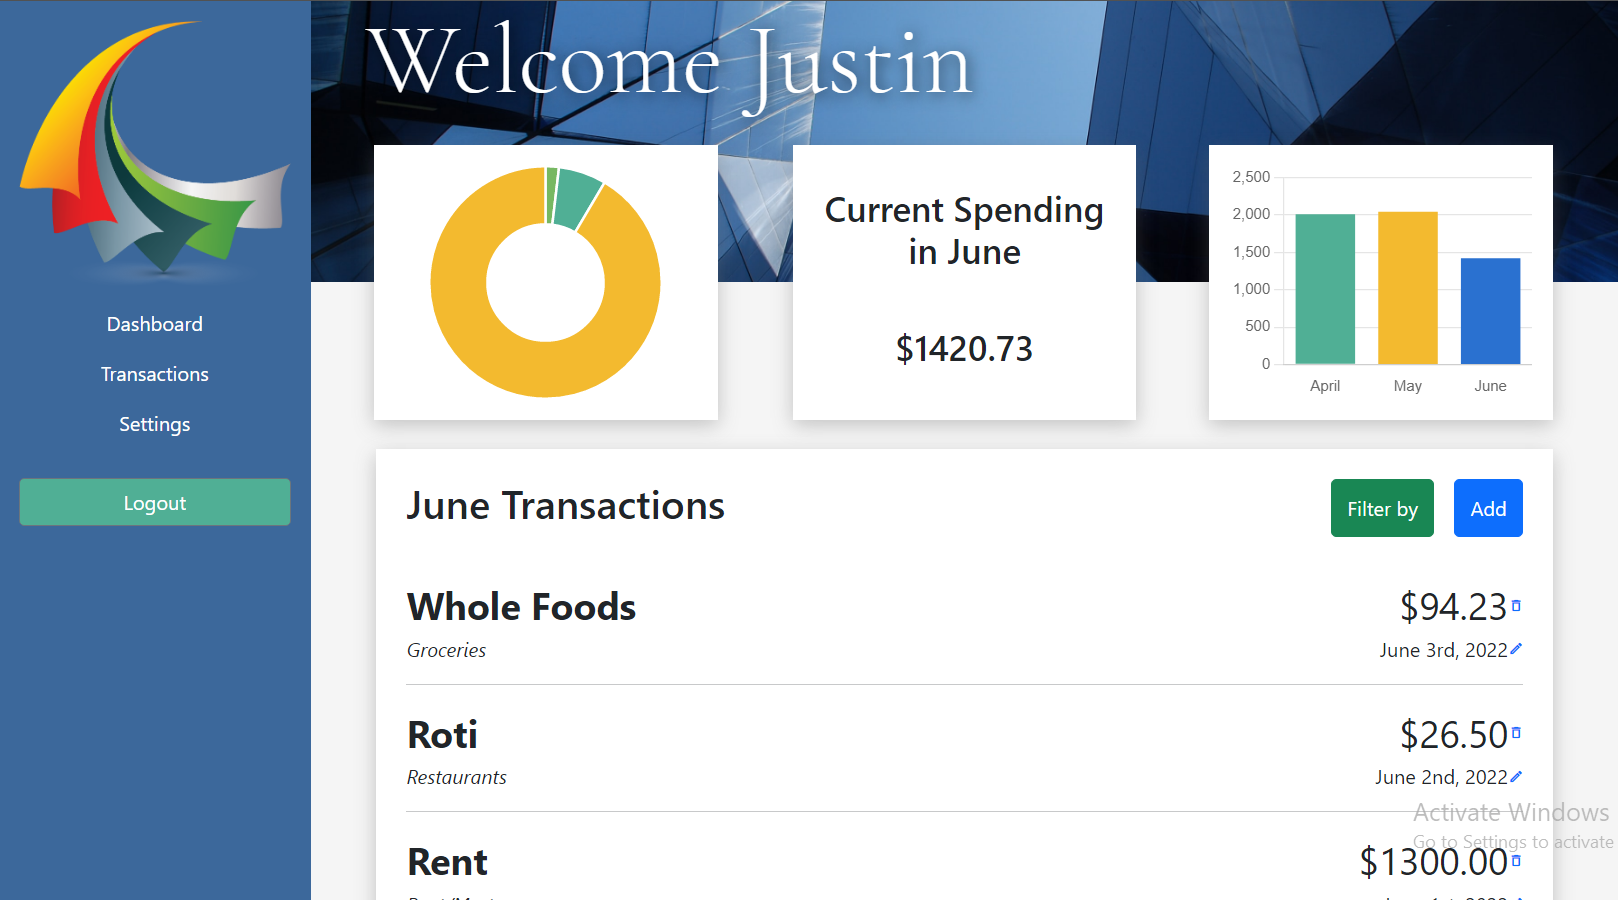 Welcome Justin
Dashboard
Transactions
Settings
Logout
Current Spending
in June
$1420.73
2,500
2,000
1,500
1,000
500
0
April
May
June
June Transactions
Filter by
Add
Whole Foods
$94.23
Groceries
June 3rd, 2022
Roti
$26.50
Restaurants
June 2nd, 2022
Activate Windows
Go to Settings to activate
Rent
$1300.00